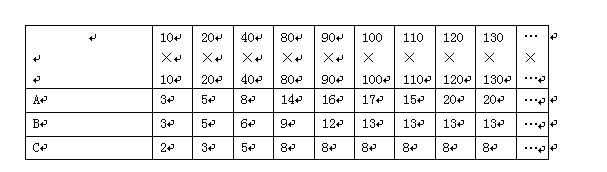 10 20 40 80 90 100 110 120 130 …
× × × × × × × × × ×
10 20 40 80 90 100 110 120 130 …
A 3 5 8 14 16 17 15 20 20 …
B 3 5 6 9 12 13 13 13 13 …
C 2 3 5 8 8 8 8 8 8 …